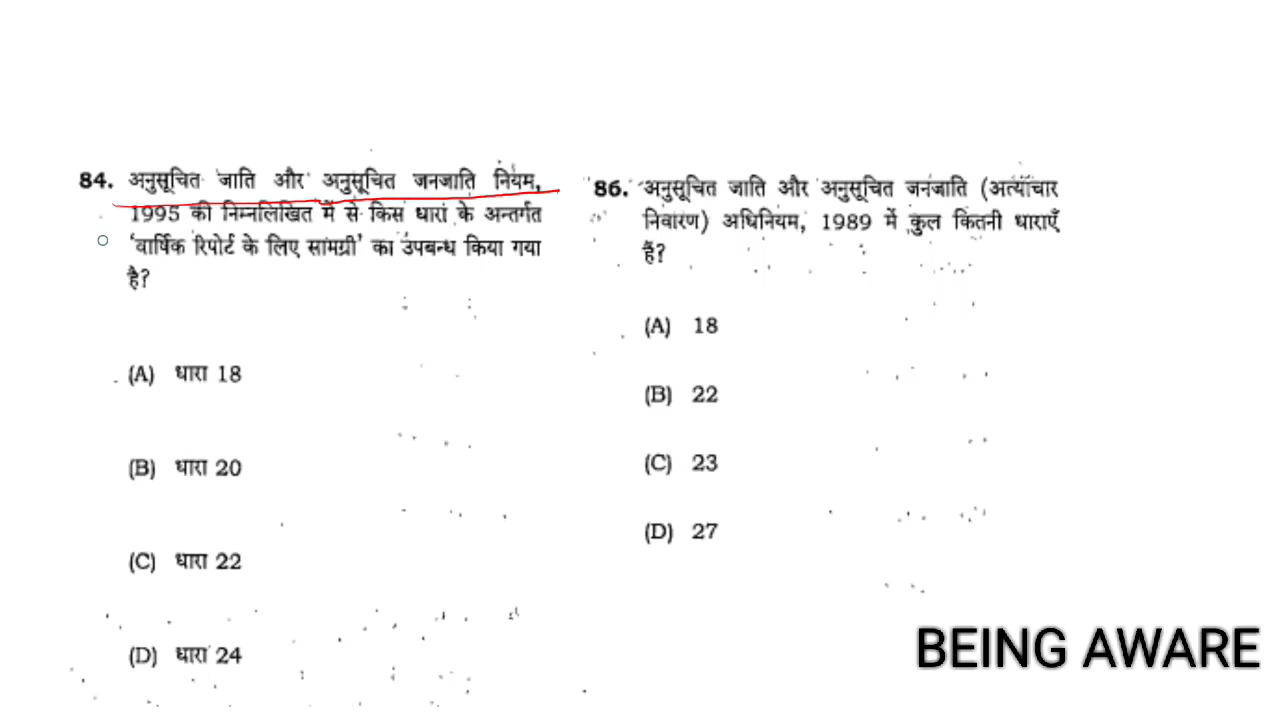 84. अनुसूचित जाति और अनुसूचित जनजाति नियम,
1995 की निम्नलिखित में से किस धारा के अन्तर्गत
‘वार्षिक रिपोर्ट के लिए सामग्री’ का उपबन्ध किया गया
है?
(A) धारा 18
(B) धारा 20
(C) धारा 22
(D) धारा 24
86. अनुसूचित जाति और अनुसूचित जनजाति (अत्याचार
निवारण) अधिनियम, 1989 में कुल कितनी धाराएँ
हैं?
(A) 18
(B) 22
(C) 23
(D) 27
BEING AWARE